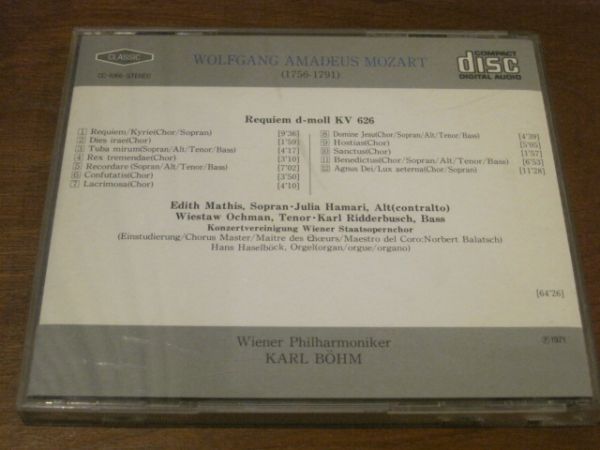 CLASSIC
CC-1066-STEREO
WOLFGANG AMADEUS MOZART
(1756-1791)
COMPACT
disc
DIGITAL AUDIO
Requiem d-moll KV 626
1 Requiem/Kyrie(Chor/Sopran) [9'36]
2 Dies irae(Chor) [1'59]
3 Tuba mirum(Sopran/Alt/Tenor/Bass) [4'17]
4 Rex tremendae(Chor) [3'10]
5 Recordare(Sopran/Alt/Tenor/Bass) [7'02]
6 Confutatis(Chor) [3'50]
7 Lacrimosa(Chor) [4'10]
8 Domine Jesu(Chor/Sopran/Alt/Tenor/Bass) [4'39]
9 Hostias(Chor) [5'05]
10 Sanctus(Chor) [1'57]
11 Benedictus(Chor/Sopran/Alt/Tenor/Bass) [6'53]
12 Agnus Dei/Lux aeterna(Chor/Sopran) [11'28]
Edith Mathis, Sopran·Julia Hamari, Alt(contralto)
Wiestaw Ochman, Tenor·Karl Ridderbusch, Bass
Konzertvereinigung Wiener Staatsopernchor
(Einstudierung/Chorus Master/Maitre des Chœurs/Maestro del Coro:Norbert Balatsch)
Hans Haselböck, Orgel(organ/orgue/organo)
[64'26]
Wiener Philharmoniker
KARL BÖHM
℗1971